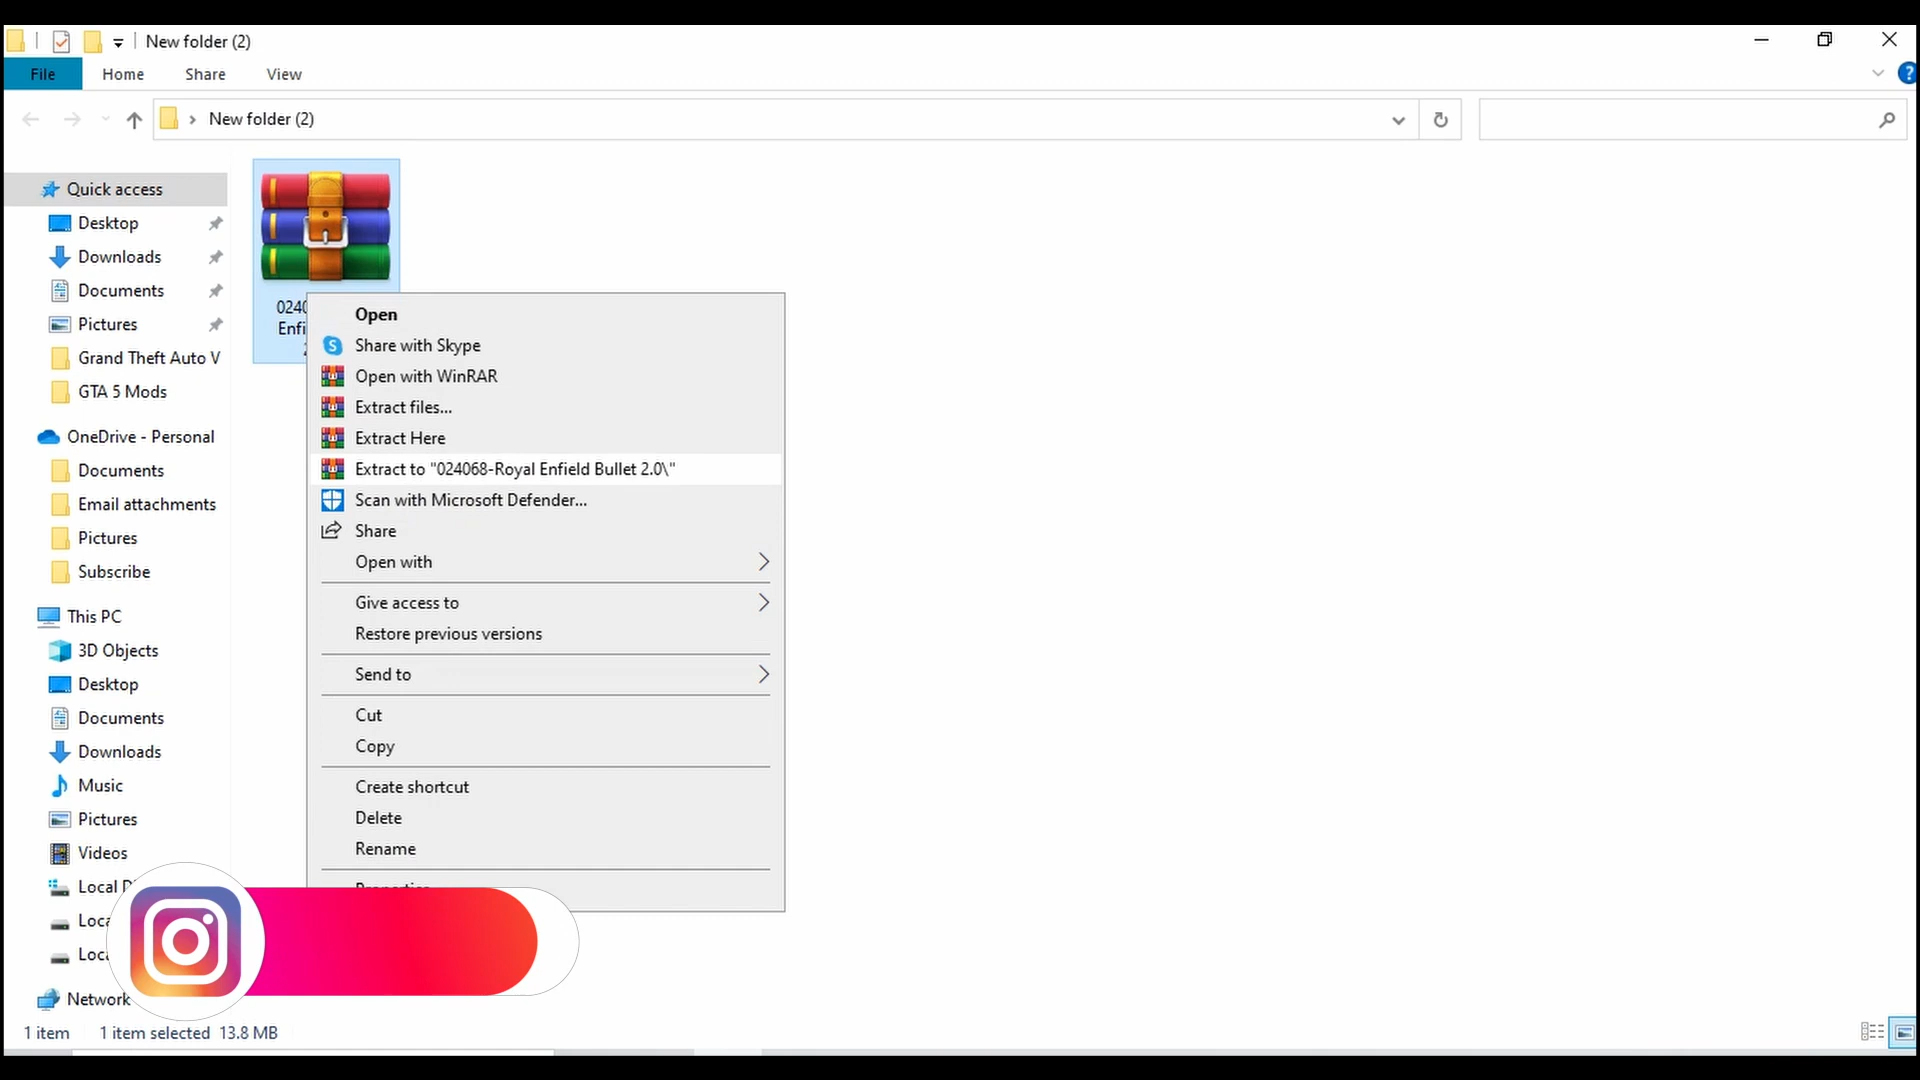 New folder (2)
File Home Share View
New folder (2)
Quick access
Desktop
Downloads
Documents
Pictures
Grand Theft Auto V
GTA 5 Mods
OneDrive - Personal
Documents
Email attachments
Pictures
Subscribe
This PC
3D Objects
Desktop
Documents
Downloads
Music
Pictures
Videos
Local
Network
Open
Share with Skype
Open with WinRAR
Extract files...
Extract Here
Extract to "024068-Royal Enfield Bullet 2.0\"
Scan with Microsoft Defender...
Share
Open with
Give access to
Restore previous versions
Send to
Cut
Copy
Create shortcut
Delete
Rename
1 item 1 item selected 13.8 MB